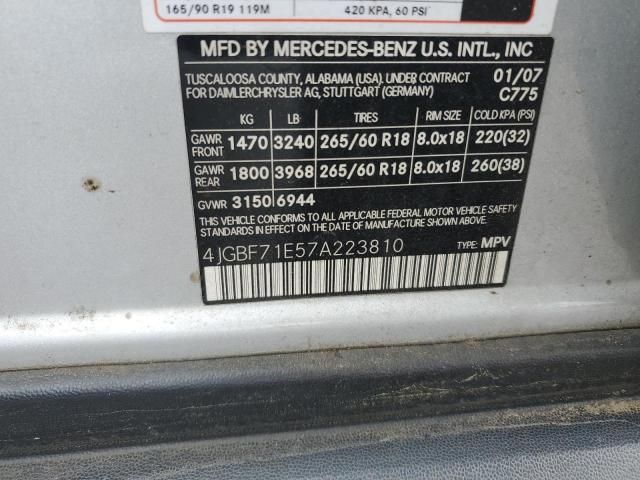 165/90 R19 119M 420 KPA, 60 PSI
MFD BY MERCEDES-BENZ U.S. INTL., INC
TUSCALOOSA COUNTY, ALABAMA (USA). UNDER CONTRACT 01/07
FOR DAIMLERCHRYSLER AG, STUTTGART (GERMANY) C775
KG LB TIRES RIM SIZE COLD KPA (PSI)
GAWR FRONT 1470 3240 265/60 R18 8.0x18 220(32)
GAWR REAR 1800 3968 265/60 R18 8.0x18 260(38)
GVWR 3150 6944
THIS VEHICLE CONFORMS TO ALL APPLICABLE FEDERAL MOTOR VEHICLE SAFETY
AND THEFT PREVENTION STANDARDS IN EFFECT ON THE DATE OF MANUFACTURE
4JGBF71E57A223810 TYPE: MPV